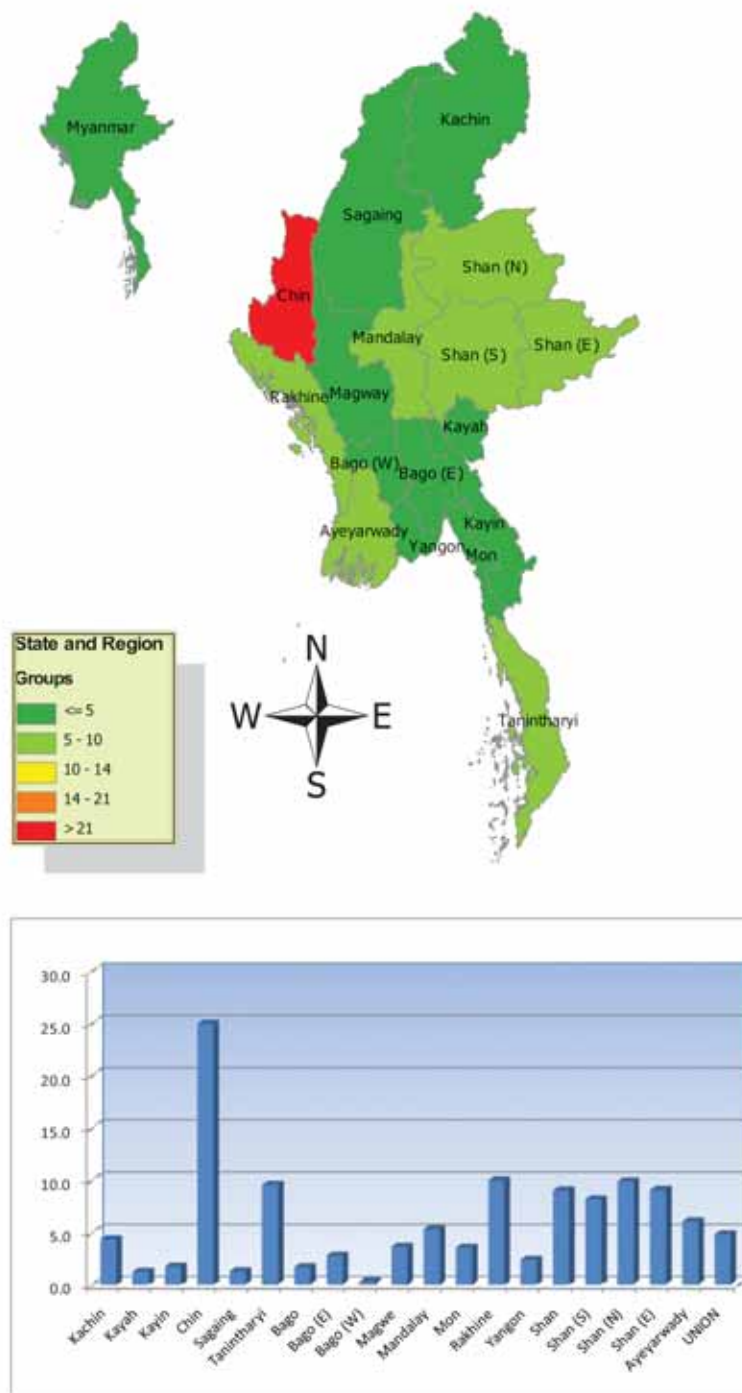 Myanmar
Kachin
Sagaing
Shan (N)
Chin
Mandalay
Shan (S)
Shan (E)
Rakhine
Magway
Kayah
Bago (W)
Bago (E)
Ayeyarwady
Yangon
Kayin
Mon
Tanintharyi
State and Region
Groups
<= 5
5 - 10
10 - 14
14 - 21
> 21
N
W E
S
30.0
25.0
20.0
15.0
10.0
5.0
0.0
Kachin
Kayah
Kayin
Chin
Sagaing
Tanintharyi
Bago
Bago (E)
Bago (W)
Magwe
Mandalay
Mon
Rakhine
Yangon
Shan
Shan (S)
Shan (N)
Shan (E)
Ayeyarwady
UNION